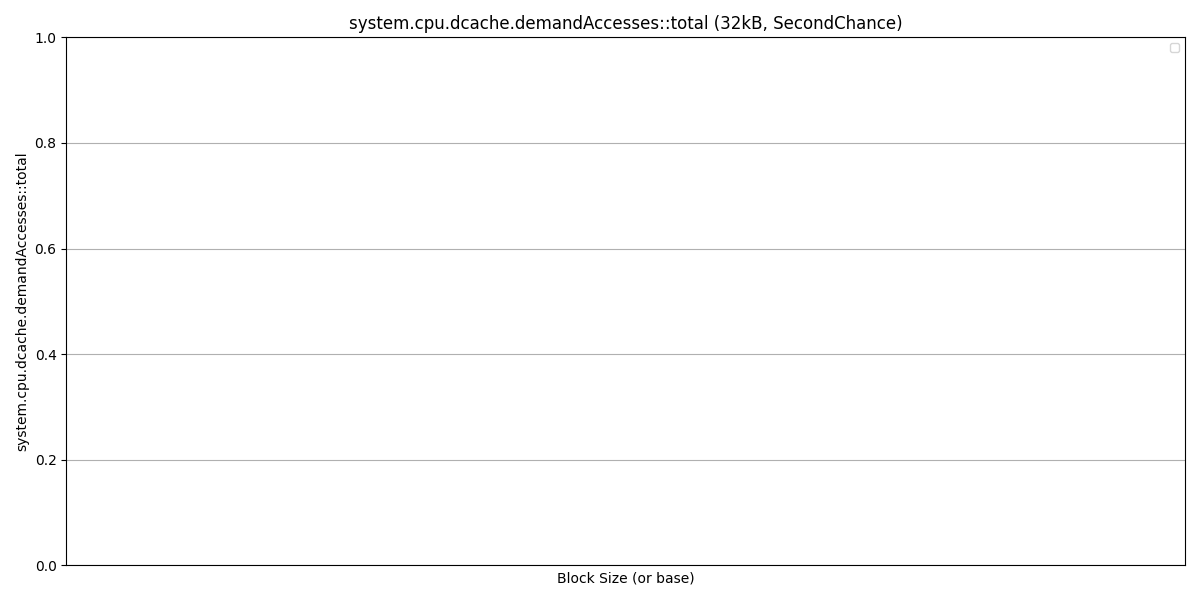 system.cpu.dcache.demandAccesses::total (32kB, SecondChance)
1.0
0.8
0.6
0.4
0.2
0.0
system.cpu.dcache.demandAccesses::total
Block Size (or base)